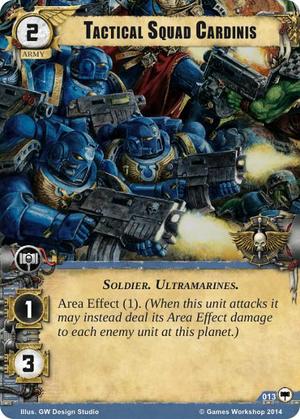 2
ARMY
Tactical Squad Cardinis
Soldier. Ultramarines.
1
Area Effect (1). (When this unit attacks it
may instead deal its Area Effect damage
to each enemy unit at this planet.)
3
013
Illus. GW Design Studio
© Games Workshop 2014